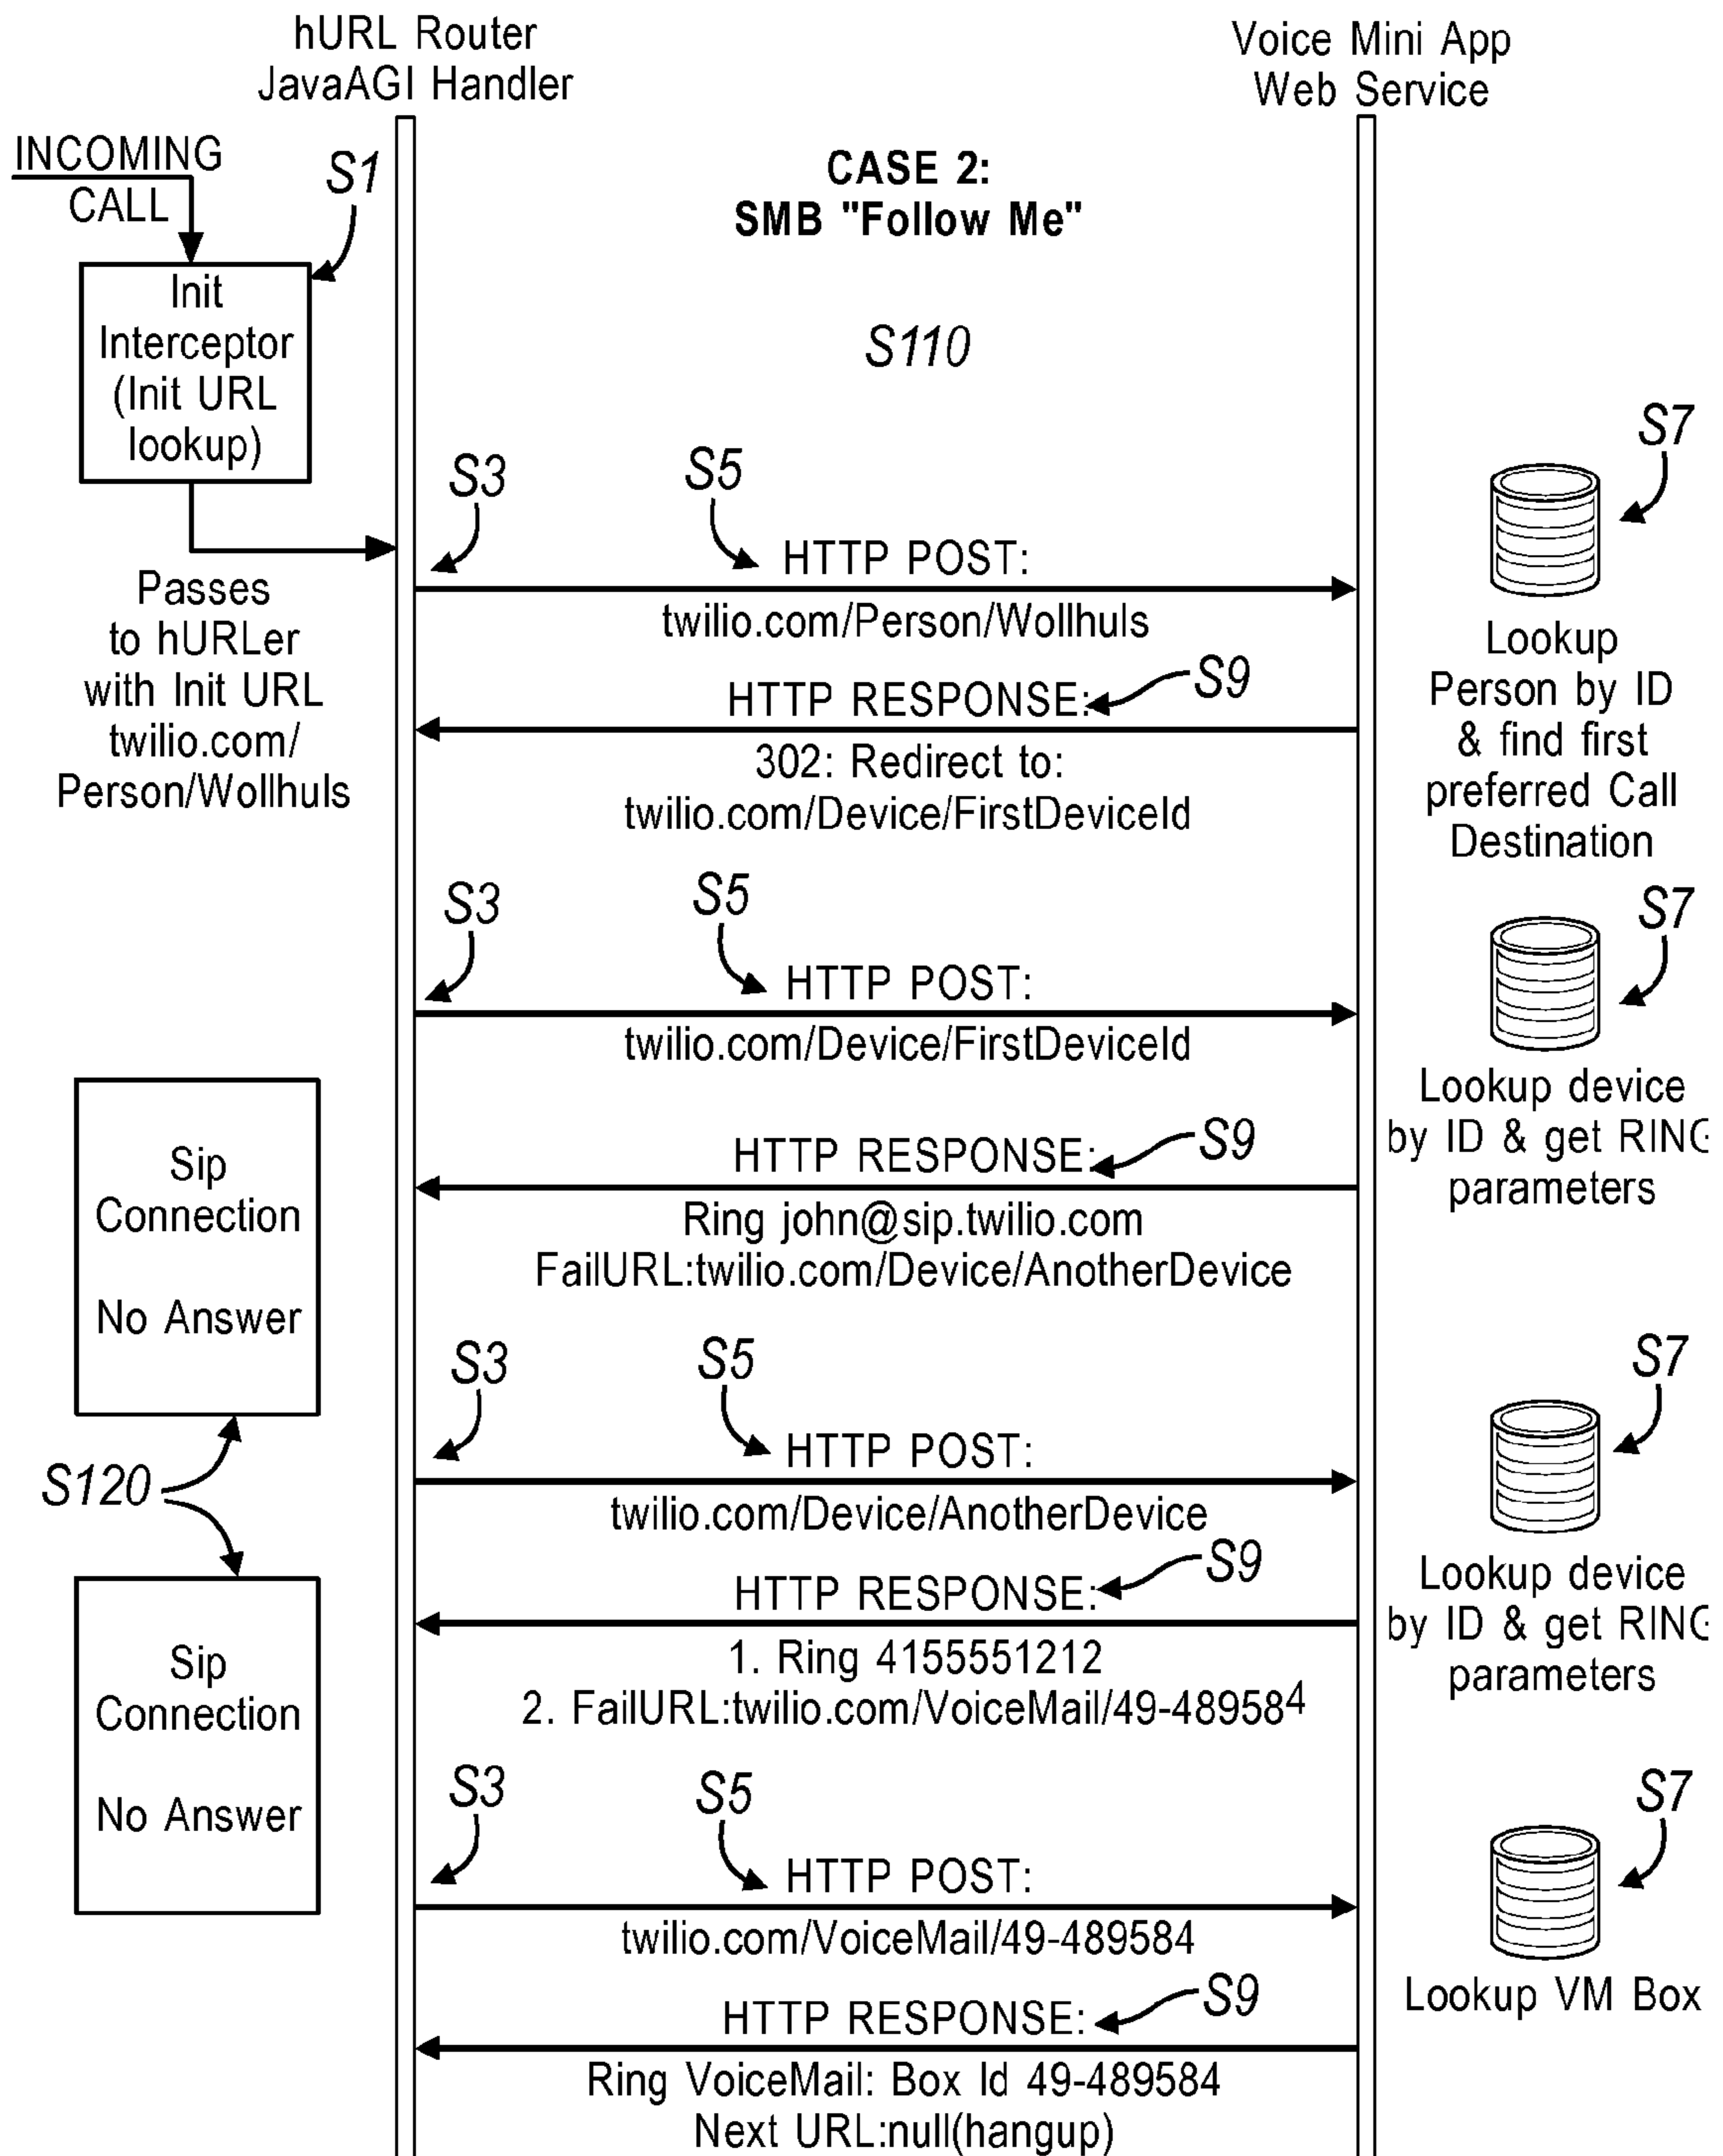 hURL Router
JavaAGI Handler
Voice Mini App
Web Service
INCOMING
CALL
S1
CASE 2:
SMB "Follow Me"
Init
Interceptor
(Init URL
lookup)
S110
S7
S3
S5
HTTP POST:
twilio.com/Person/Wollhuls
Passes
to hURLer
with Init URL
twilio.com/
Person/Wollhuls
Lookup
Person by ID
& find first
preferred Call
Destination
HTTP RESPONSE:
S9
302: Redirect to:
twilio.com/Device/FirstDeviceId
S3
S5
S7
HTTP POST:
twilio.com/Device/FirstDeviceId
Lookup device
by ID & get RING
parameters
Sip
Connection
No Answer
HTTP RESPONSE:
S9
Ring john@sip.twilio.com
FailURL:twilio.com/Device/AnotherDevice
S3
S5
S7
HTTP POST:
twilio.com/Device/AnotherDevice
S120
Lookup device
by ID & get RING
parameters
HTTP RESPONSE:
S9
1. Ring 4155551212
2. FailURL:twilio.com/VoiceMail/49-489584
Sip
Connection
No Answer
S3
S5
S7
HTTP POST:
twilio.com/VoiceMail/49-489584
Lookup VM Box
HTTP RESPONSE:
S9
Ring VoiceMail: Box Id 49-489584
Next URL:null(hangup)